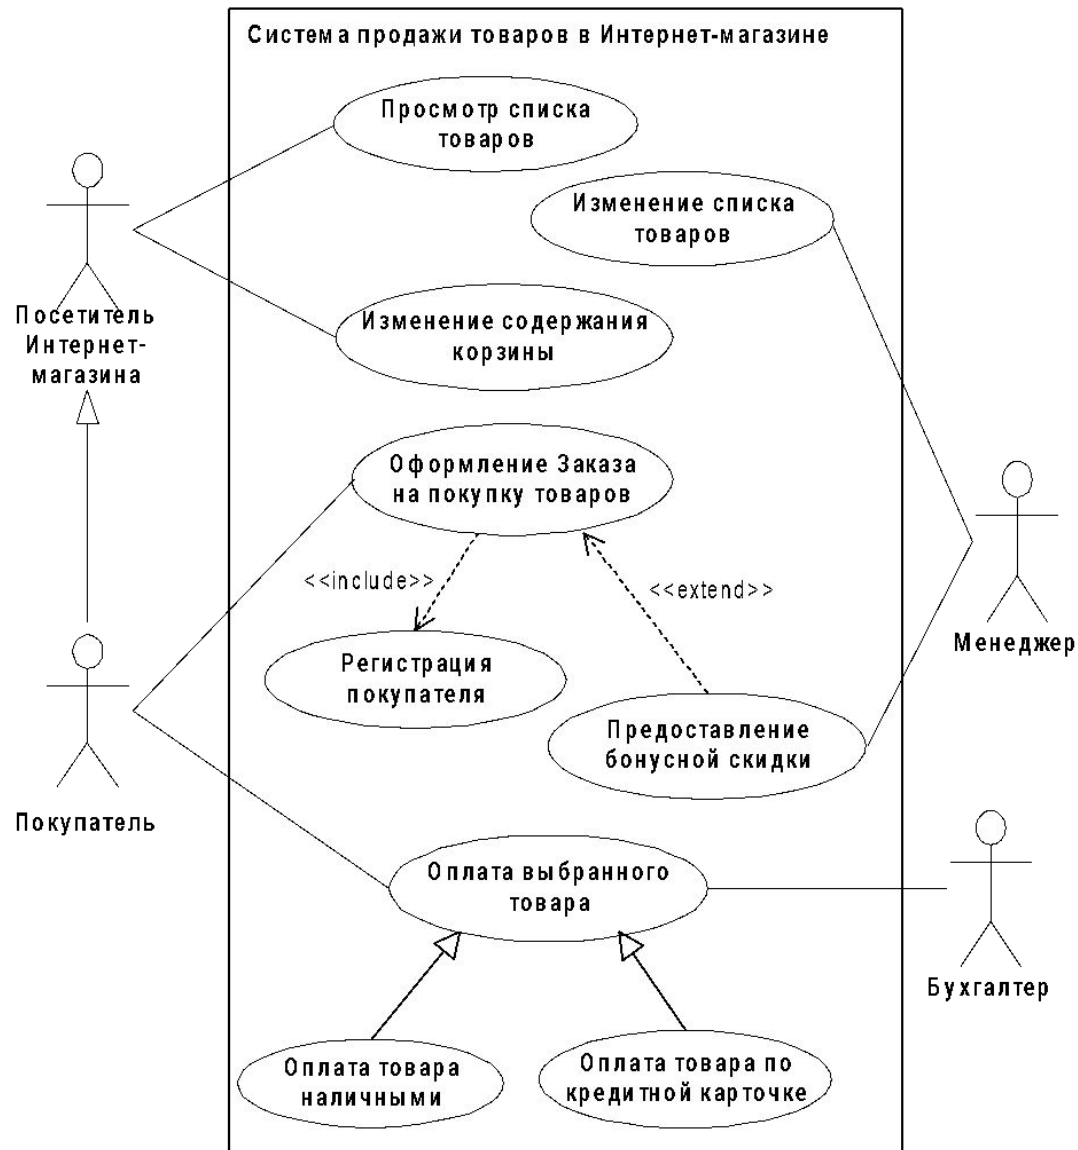 Система продажи товаров в Интернет-магазине
Просмотр списка
товаров
Изменение списка
товаров
Посетитель
Интернет-
магазина
Изменение содержания
корзины
Оформление Заказа
на покупку товаров
<<include>>
<<extend>>
Регистрация
покупателя
Менеджер
Предоставление
бонусной скидки
Покупатель
Оплата выбранного
товара
Бухгалтер
Оплата товара
наличными
Оплата товара по
кредитной карточке